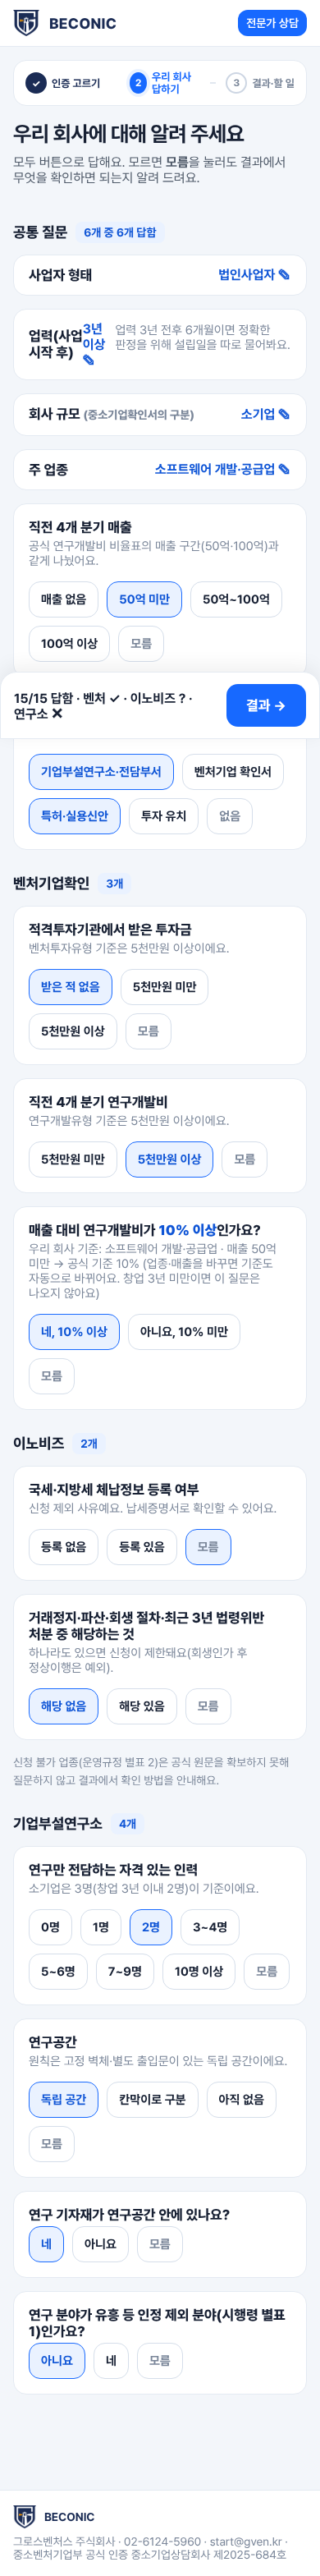 BECONIC
전문가 상담
✓ 인증 고르기
2 우리 회사
답하기
3 결과·할 일
우리 회사에 대해 알려 주세요
모두 버튼으로 답해요. 모르면 모름을 눌러도 결과에서
무엇을 확인하면 되는지 알려 드려요.
공통 질문 6개 중 6개 답함
사업자 형태 법인사업자 ✎
업력(사업
시작 후)
3년
이상
✎
업력 3년 전후 6개월이면 정확한
판정을 위해 설립일을 따로 물어봐요.
회사 규모 (중소기업확인서의 구분) 소기업 ✎
주 업종 소프트웨어 개발·공급업 ✎
직전 4개 분기 매출
공식 연구개발비 비율표의 매출 구간(50억·100억)과
같게 나눴어요.
매출 없음 50억 미만 50억~100억
100억 이상 모름
15/15 답함 · 벤처 ✓ · 이노비즈 ? ·
연구소 ✕
결과 →
기업부설연구소·전담부서 벤처기업 확인서
특허·실용신안 투자 유치 없음
벤처기업확인 3개
적격투자기관에서 받은 투자금
벤처투자유형 기준은 5천만원 이상이에요.
받은 적 없음 5천만원 미만
5천만원 이상 모름
직전 4개 분기 연구개발비
연구개발유형 기준은 5천만원 이상이에요.
5천만원 미만 5천만원 이상 모름
매출 대비 연구개발비가 10% 이상인가요?
우리 회사 기준: 소프트웨어 개발·공급업 · 매출 50억
미만 → 공식 기준 10% (업종·매출을 바꾸면 기준도
자동으로 바뀌어요. 창업 3년 미만이면 이 질문은
나오지 않아요)
네, 10% 이상 아니요, 10% 미만
모름
이노비즈 2개
국세·지방세 체납정보 등록 여부
신청 제외 사유예요. 납세증명서로 확인할 수 있어요.
등록 없음 등록 있음 모름
거래정지·파산·회생 절차·최근 3년 법령위반
처분 중 해당하는 것
하나라도 있으면 신청이 제한돼요(회생인가 후
정상이행은 예외).
해당 없음 해당 있음 모름
신청 불가 업종(운영규정 별표 2)은 공식 원문을 확보하지 못해
질문하지 않고 결과에서 확인 방법을 안내해요.
기업부설연구소 4개
연구만 전담하는 자격 있는 인력
소기업은 3명(창업 3년 이내 2명)이 기준이에요.
0명 1명 2명 3~4명
5~6명 7~9명 10명 이상 모름
연구공간
원칙은 고정 벽체·별도 출입문이 있는 독립 공간이에요.
독립 공간 칸막이로 구분 아직 없음
모름
연구 기자재가 연구공간 안에 있나요?
네 아니요 모름
연구 분야가 유흥 등 인정 제외 분야(시행령 별표
1)인가요?
아니요 네 모름
BECONIC
그로스벤처스 주식회사 · 02-6124-5960 · start@gven.kr ·
중소벤처기업부 공식 인증 중소기업상담회사 제2025-684호